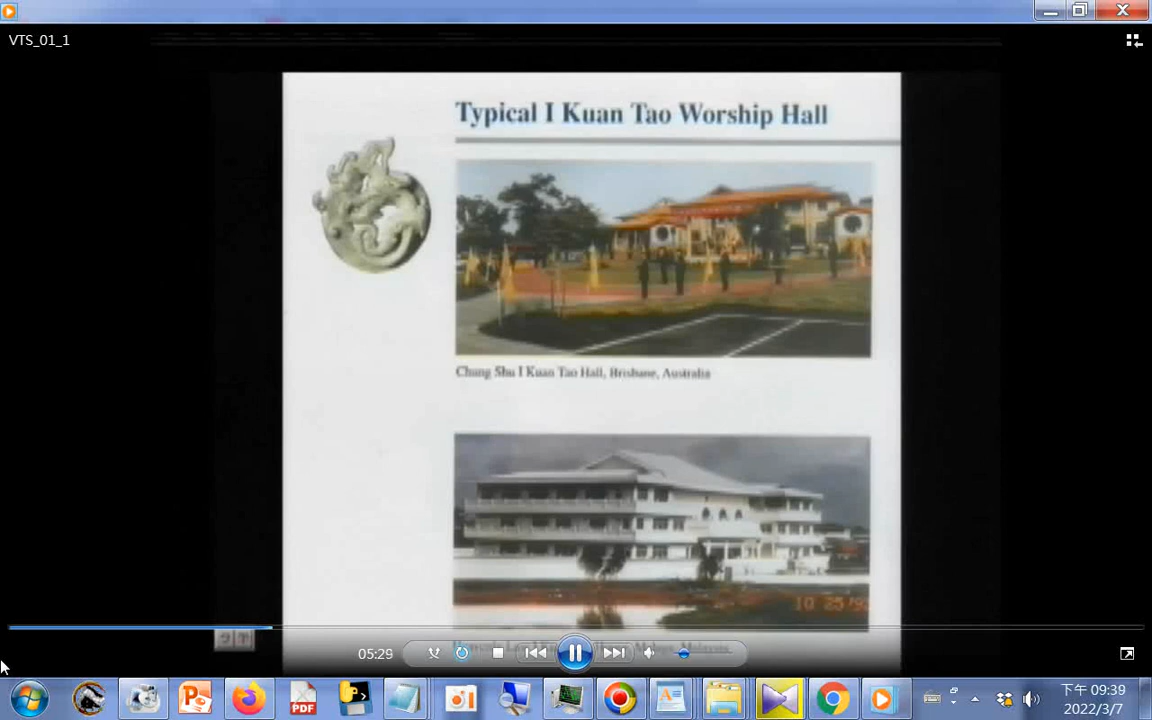 VTS_01_1
Typical I Kuan Tao Worship Hall
Chung Shu I Kuan Tao Hall, Brisbane, Australia
10 25 '9
05:29
PDF
下午 09:39
2022/3/7